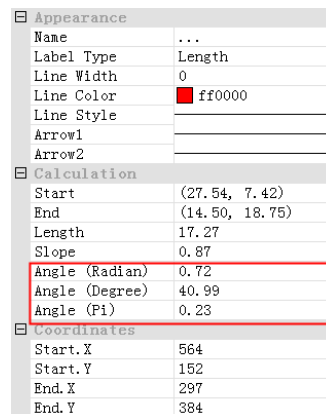 Appearance
Name ...
Label Type Length
Line Width 0
Line Color ff0000
Line Style
Arrow1
Arrow2
Calculation
Start (27.54, 7.42)
End (14.50, 18.75)
Length 17.27
Slope 0.87
Angle (Radian) 0.72
Angle (Degree) 40.99
Angle (Pi) 0.23
Coordinates
Start.X 564
Start.Y 152
End.X 297
End.Y 384